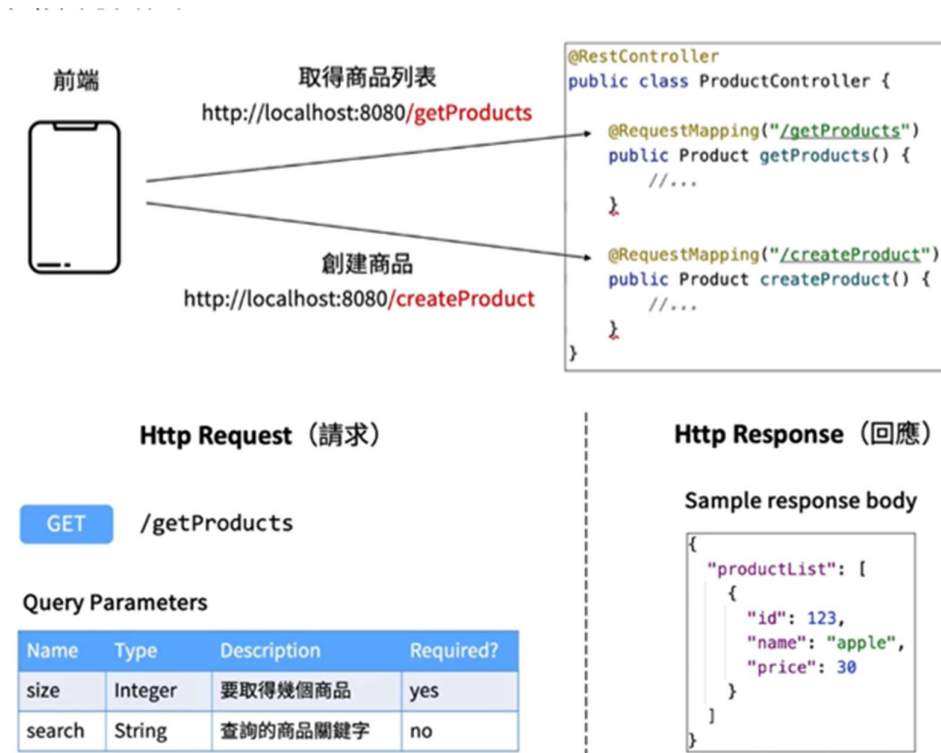 前端
取得商品列表
http://localhost:8080/getProducts
創建商品
http://localhost:8080/createProduct
@RestController
public class ProductController {
@RequestMapping("/getProducts")
public Product getProducts() {
//...
}
@RequestMapping("/createProduct")
public Product createProduct() {
//...
}
}
Http Request（請求）
GET /getProducts
Query Parameters
Name Type Description Required?
size Integer 要取得幾個商品 yes
search String 查詢的商品關鍵字 no
Http Response（回應）
Sample response body
{
"productList": [
{
"id": 123,
"name": "apple",
"price": 30
}
]
}